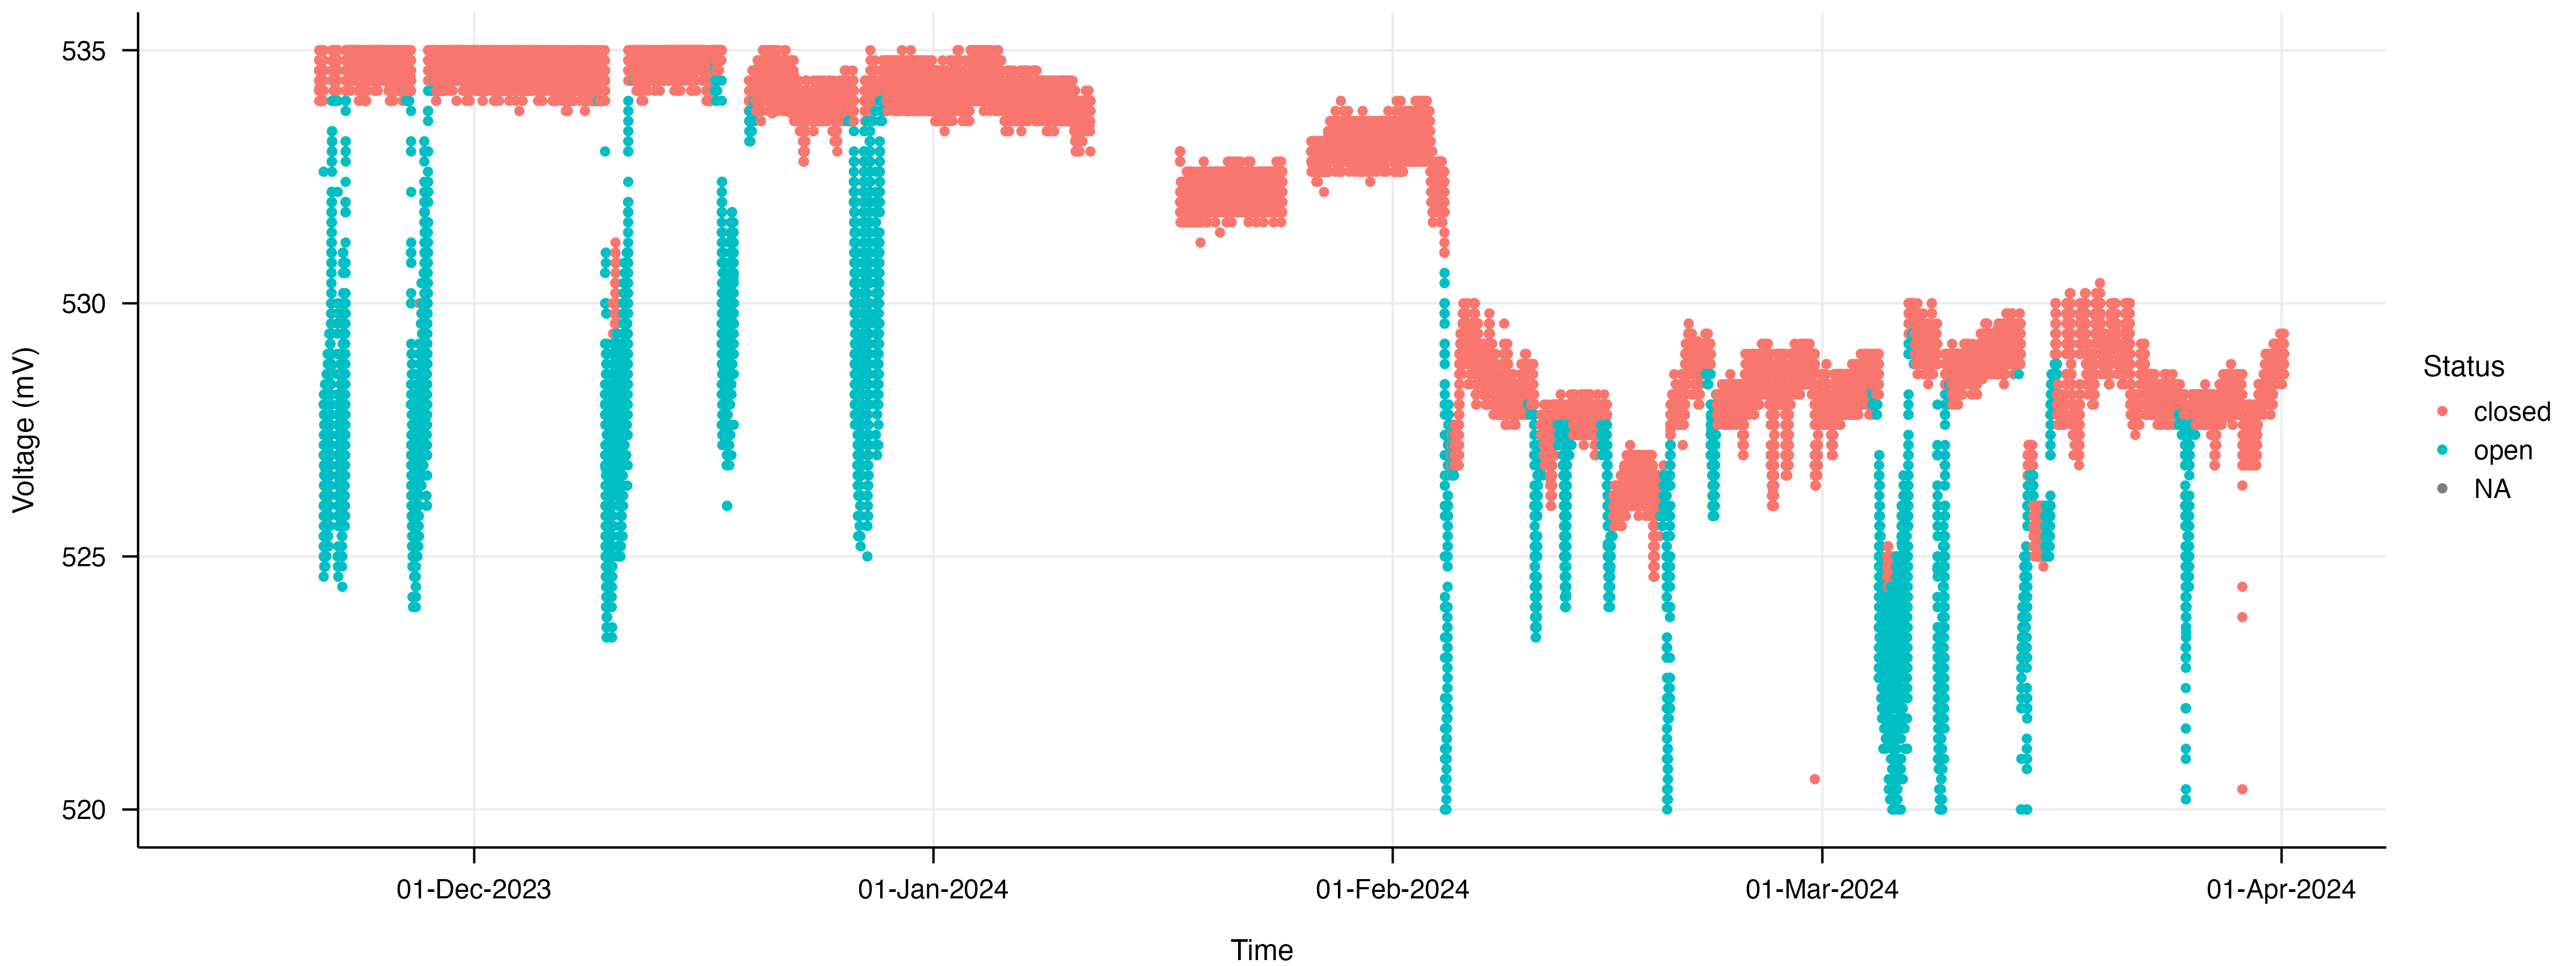 535
530
525
520
Voltage (mV)
01-Dec-2023
01-Jan-2024
01-Feb-2024
01-Mar-2024
01-Apr-2024
Time
Status
closed
open
NA